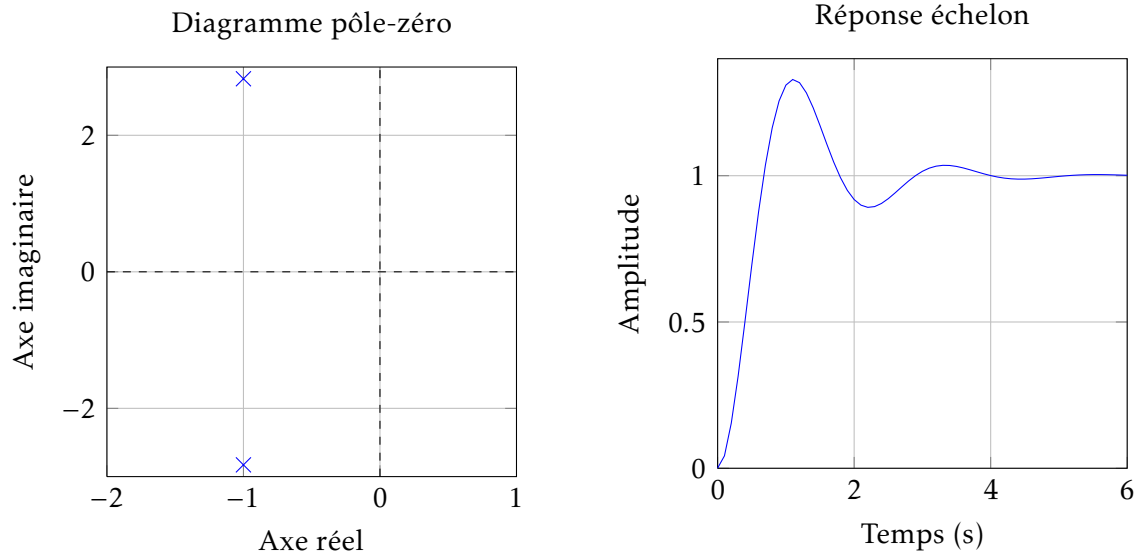 Diagramme pôle-zéro
2
0
−2
−2
−1
0
1
Axe imaginaire
Axe réel
Réponse échelon
1
0.5
0
0
2
4
6
Amplitude
Temps (s)